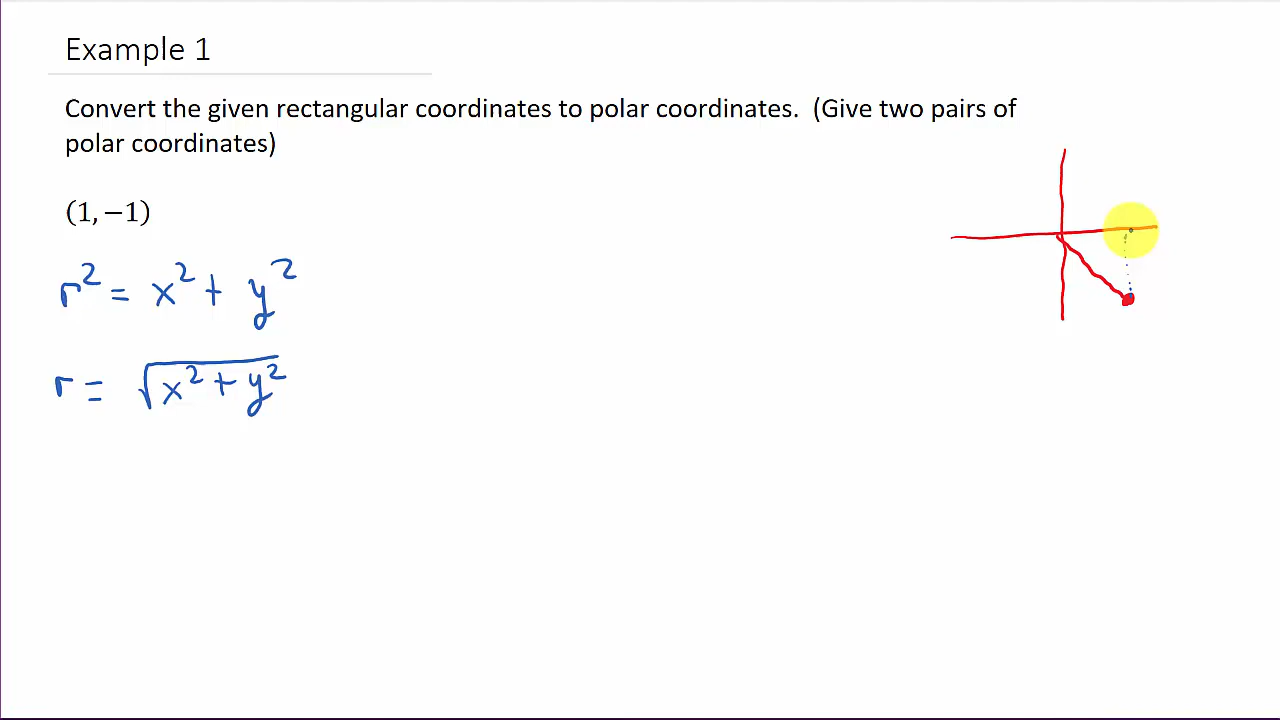 Example 1
Convert the given rectangular coordinates to polar coordinates. (Give two pairs of
polar coordinates)
(1, −1)
r² = x² + y²
r = √(x² + y²)